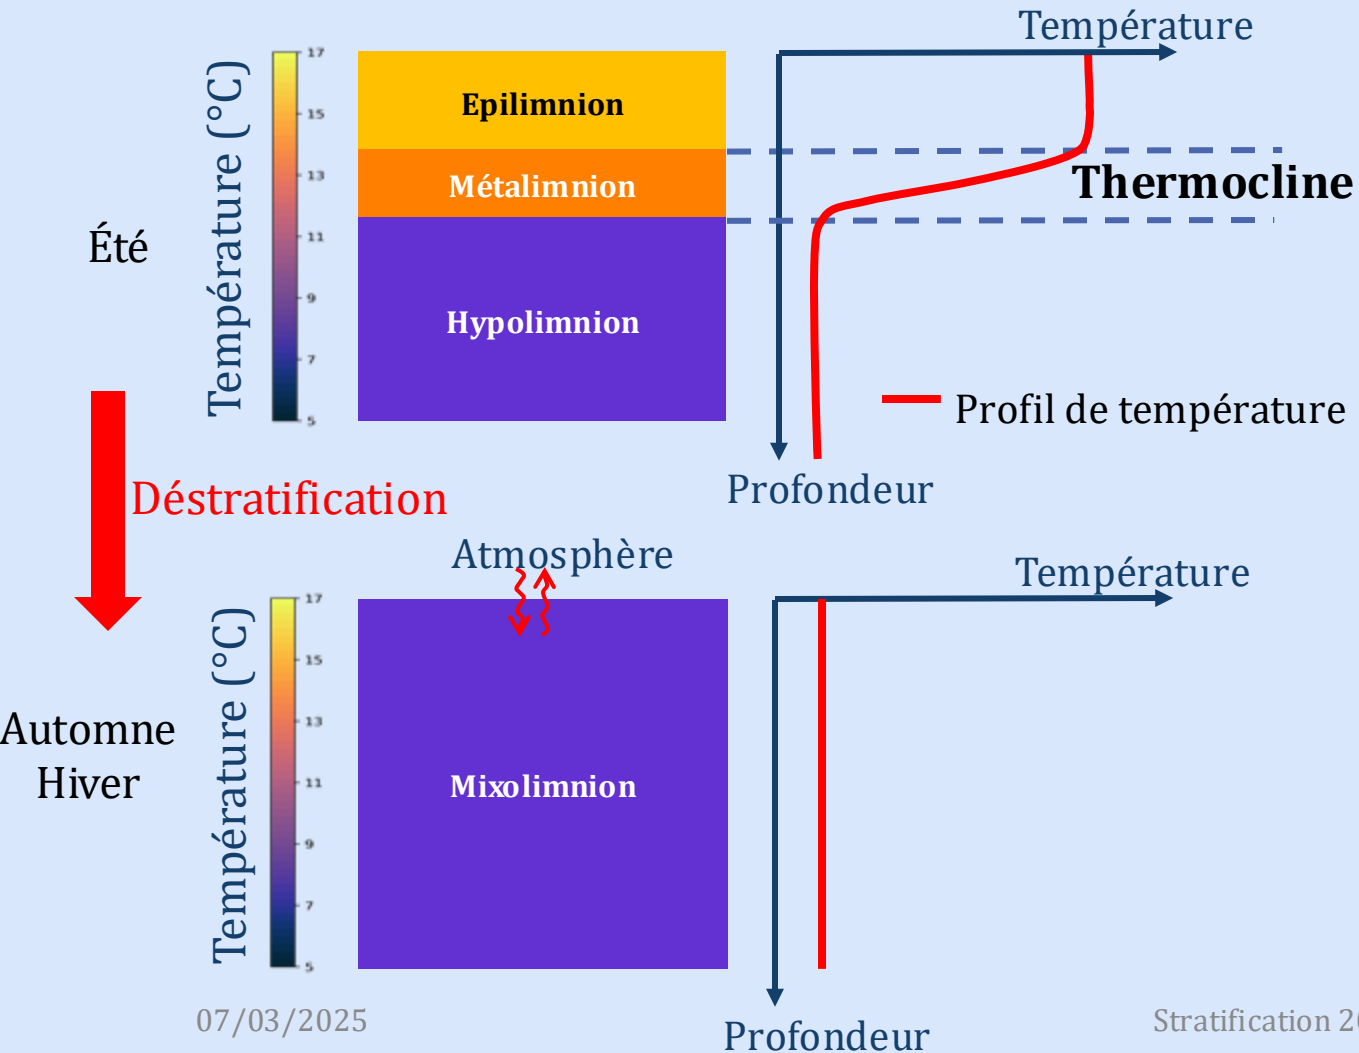 Température
Température (°C)
17
15
13
11
9
7
5
Epilimnion
Métalimnion
Hypolimnion
Thermocline
Été
Profil de température
Profondeur
Déstratification
Atmosphère
Température
Température (°C)
17
15
13
11
9
7
5
Automne
Hiver
Mixolimnion
Profondeur
07/03/2025
Stratification